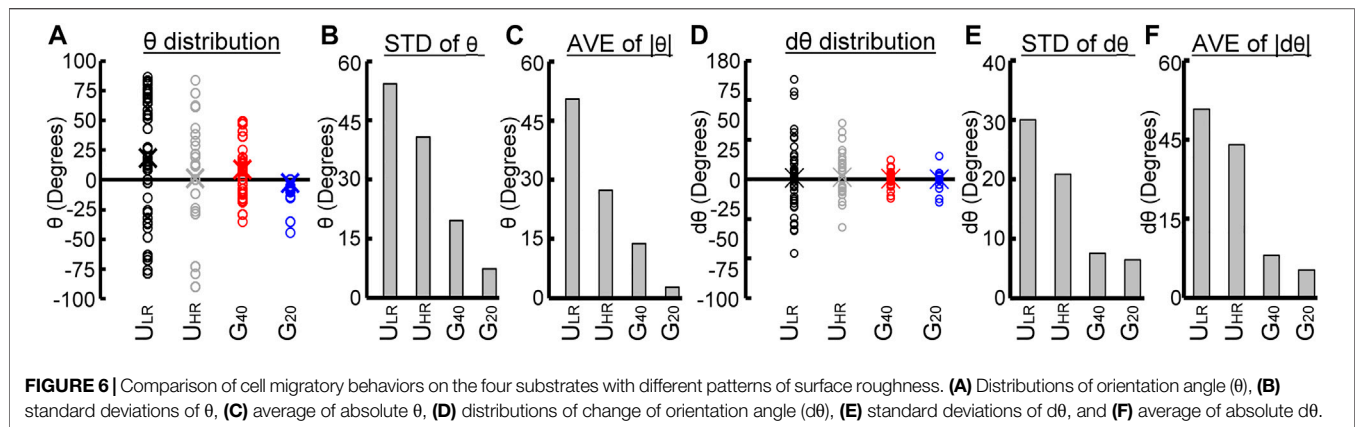 A
θ distribution
θ (Degrees)
100
75
50
25
0
-25
-50
-75
-100
ULR
UHR
G40
G20
B
STD of θ
θ (Degrees)
60
45
30
15
0
ULR
UHR
G40
G20
C
AVE of |θ|
θ (Degrees)
60
45
30
15
0
ULR
UHR
G40
G20
D
dθ distribution
dθ (Degrees)
180
75
50
25
0
-25
-50
-75
-100
ULR
UHR
G40
G20
E
STD of dθ
dθ (Degrees)
40
30
20
10
0
ULR
UHR
G40
G20
F
AVE of |dθ|
dθ (Degrees)
60
45
15
0
ULR
UHR
G40
G20
FIGURE 6 | Comparison of cell migratory behaviors on the four substrates with different patterns of surface roughness. (A) Distributions of orientation angle (θ), (B)
standard deviations of θ, (C) average of absolute θ, (D) distributions of change of orientation angle (dθ), (E) standard deviations of dθ, and (F) average of absolute dθ.